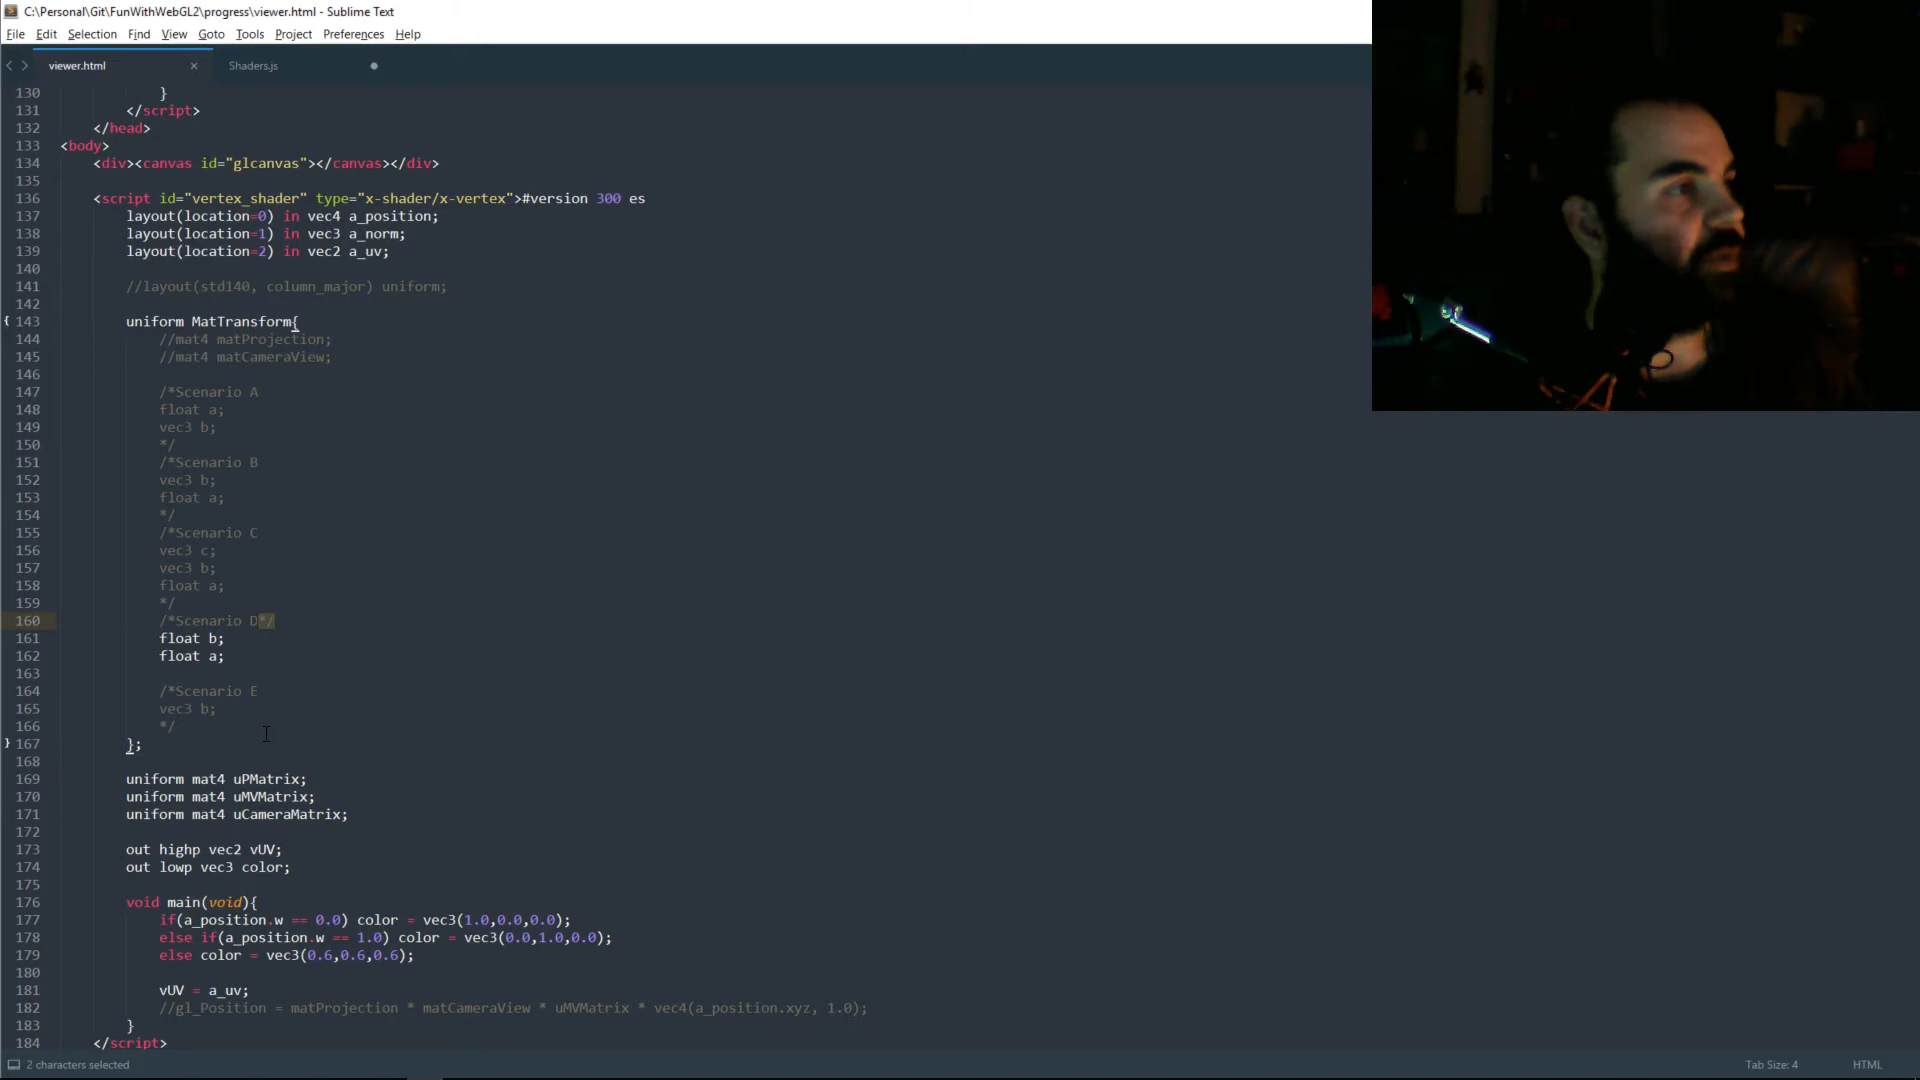 C:\Personal\Git\FunWithWebGL2\progress\viewer.html - Sublime Text
File Edit Selection Find View Goto Tools Project Preferences Help
viewer.html × Shaders.js
130 }
131 </script>
132 </head>
133 <body>
134 <div><canvas id="glcanvas"></canvas></div>
135
136 <script id="vertex_shader" type="x-shader/x-vertex">#version 300 es
137 layout(location=0) in vec4 a_position;
138 layout(location=1) in vec3 a_norm;
139 layout(location=2) in vec2 a_uv;
140
141 //layout(std140, column_major) uniform;
142
143 uniform MatTransform{
144 //mat4 matProjection;
145 //mat4 matCameraView;
146
147 /*Scenario A
148 float a;
149 vec3 b;
150 */
151 /*Scenario B
152 vec3 b;
153 float a;
154 */
155 /*Scenario C
156 vec3 c;
157 vec3 b;
158 float a;
159 */
160 /*Scenario D*/
161 float b;
162 float a;
163
164 /*Scenario E
165 vec3 b;
166 */
167 };
168
169 uniform mat4 uPMatrix;
170 uniform mat4 uMVMatrix;
171 uniform mat4 uCameraMatrix;
172
173 out highp vec2 vUV;
174 out lowp vec3 color;
175
176 void main(void){
177 if(a_position.w == 0.0) color = vec3(1.0,0.0,0.0);
178 else if(a_position.w == 1.0) color = vec3(0.0,1.0,0.0);
179 else color = vec3(0.6,0.6,0.6);
180
181 vUV = a_uv;
182 //gl_Position = matProjection * matCameraView * uMVMatrix * vec4(a_position.xyz, 1.0);
183 }
184 </script>
2 characters selected Tab Size: 4 HTML